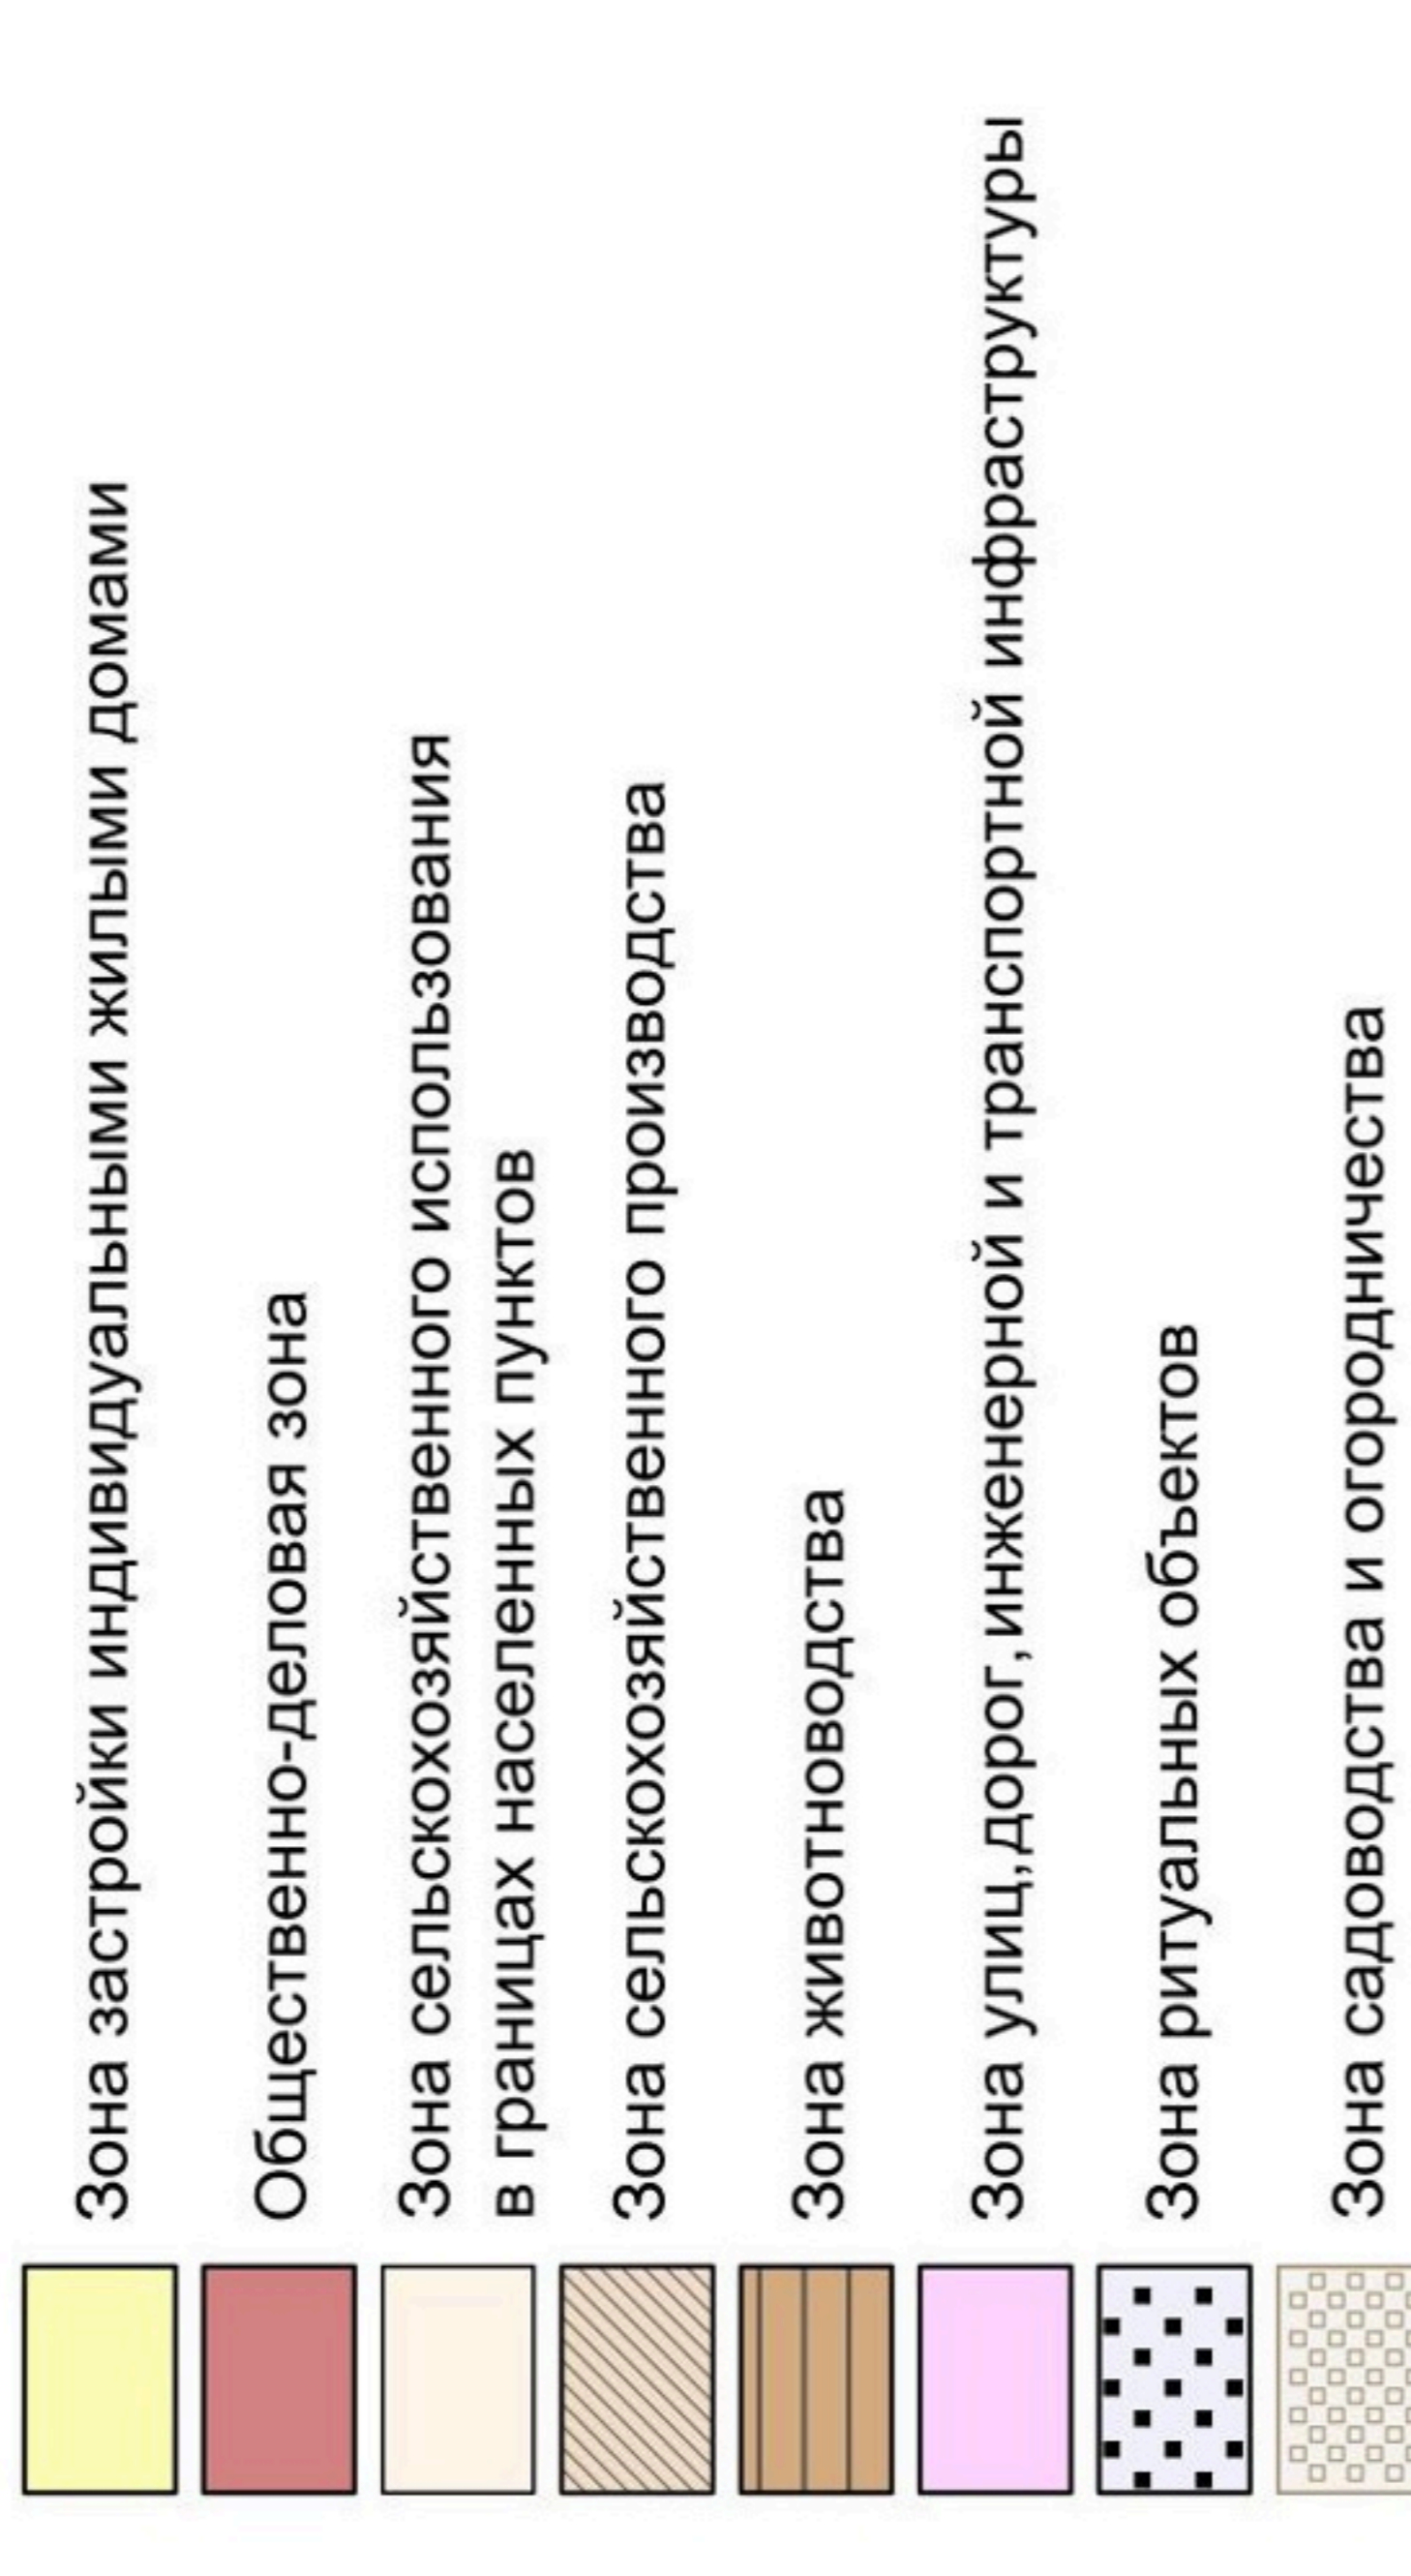 Зона застройки индивидуальными жилыми домами
Общественно-деловая зона
Зона сельскохозяйственного использования
в границах населенных пунктов
Зона сельскохозяйственного производства
Зона животноводства
Зона улиц,дорог,инженерной и транспортной инфраструктуры
Зона ритуальных объектов
Зона садоводства и огородничества